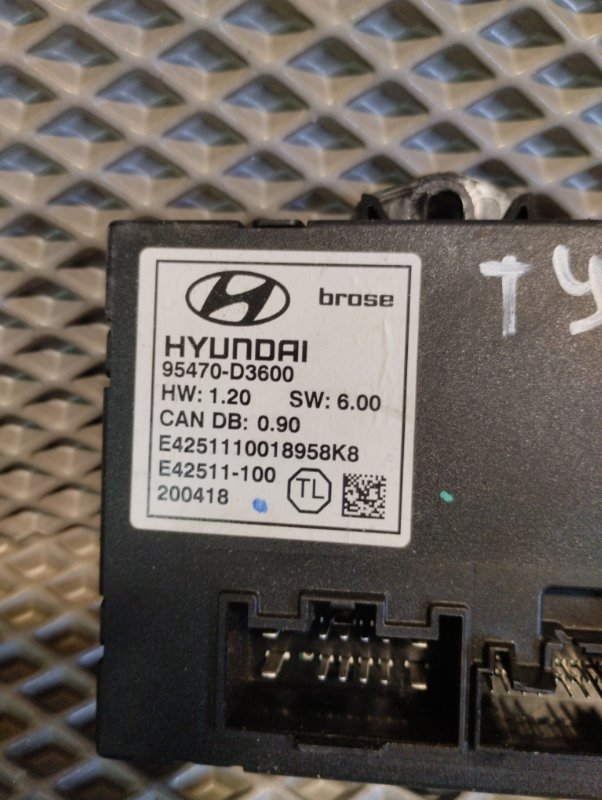 brose
HYUNDAI
95470-D3600
HW: 1.20 SW: 6.00
CAN DB: 0.90
E4251110018958K8
E42511-100
TL
200418